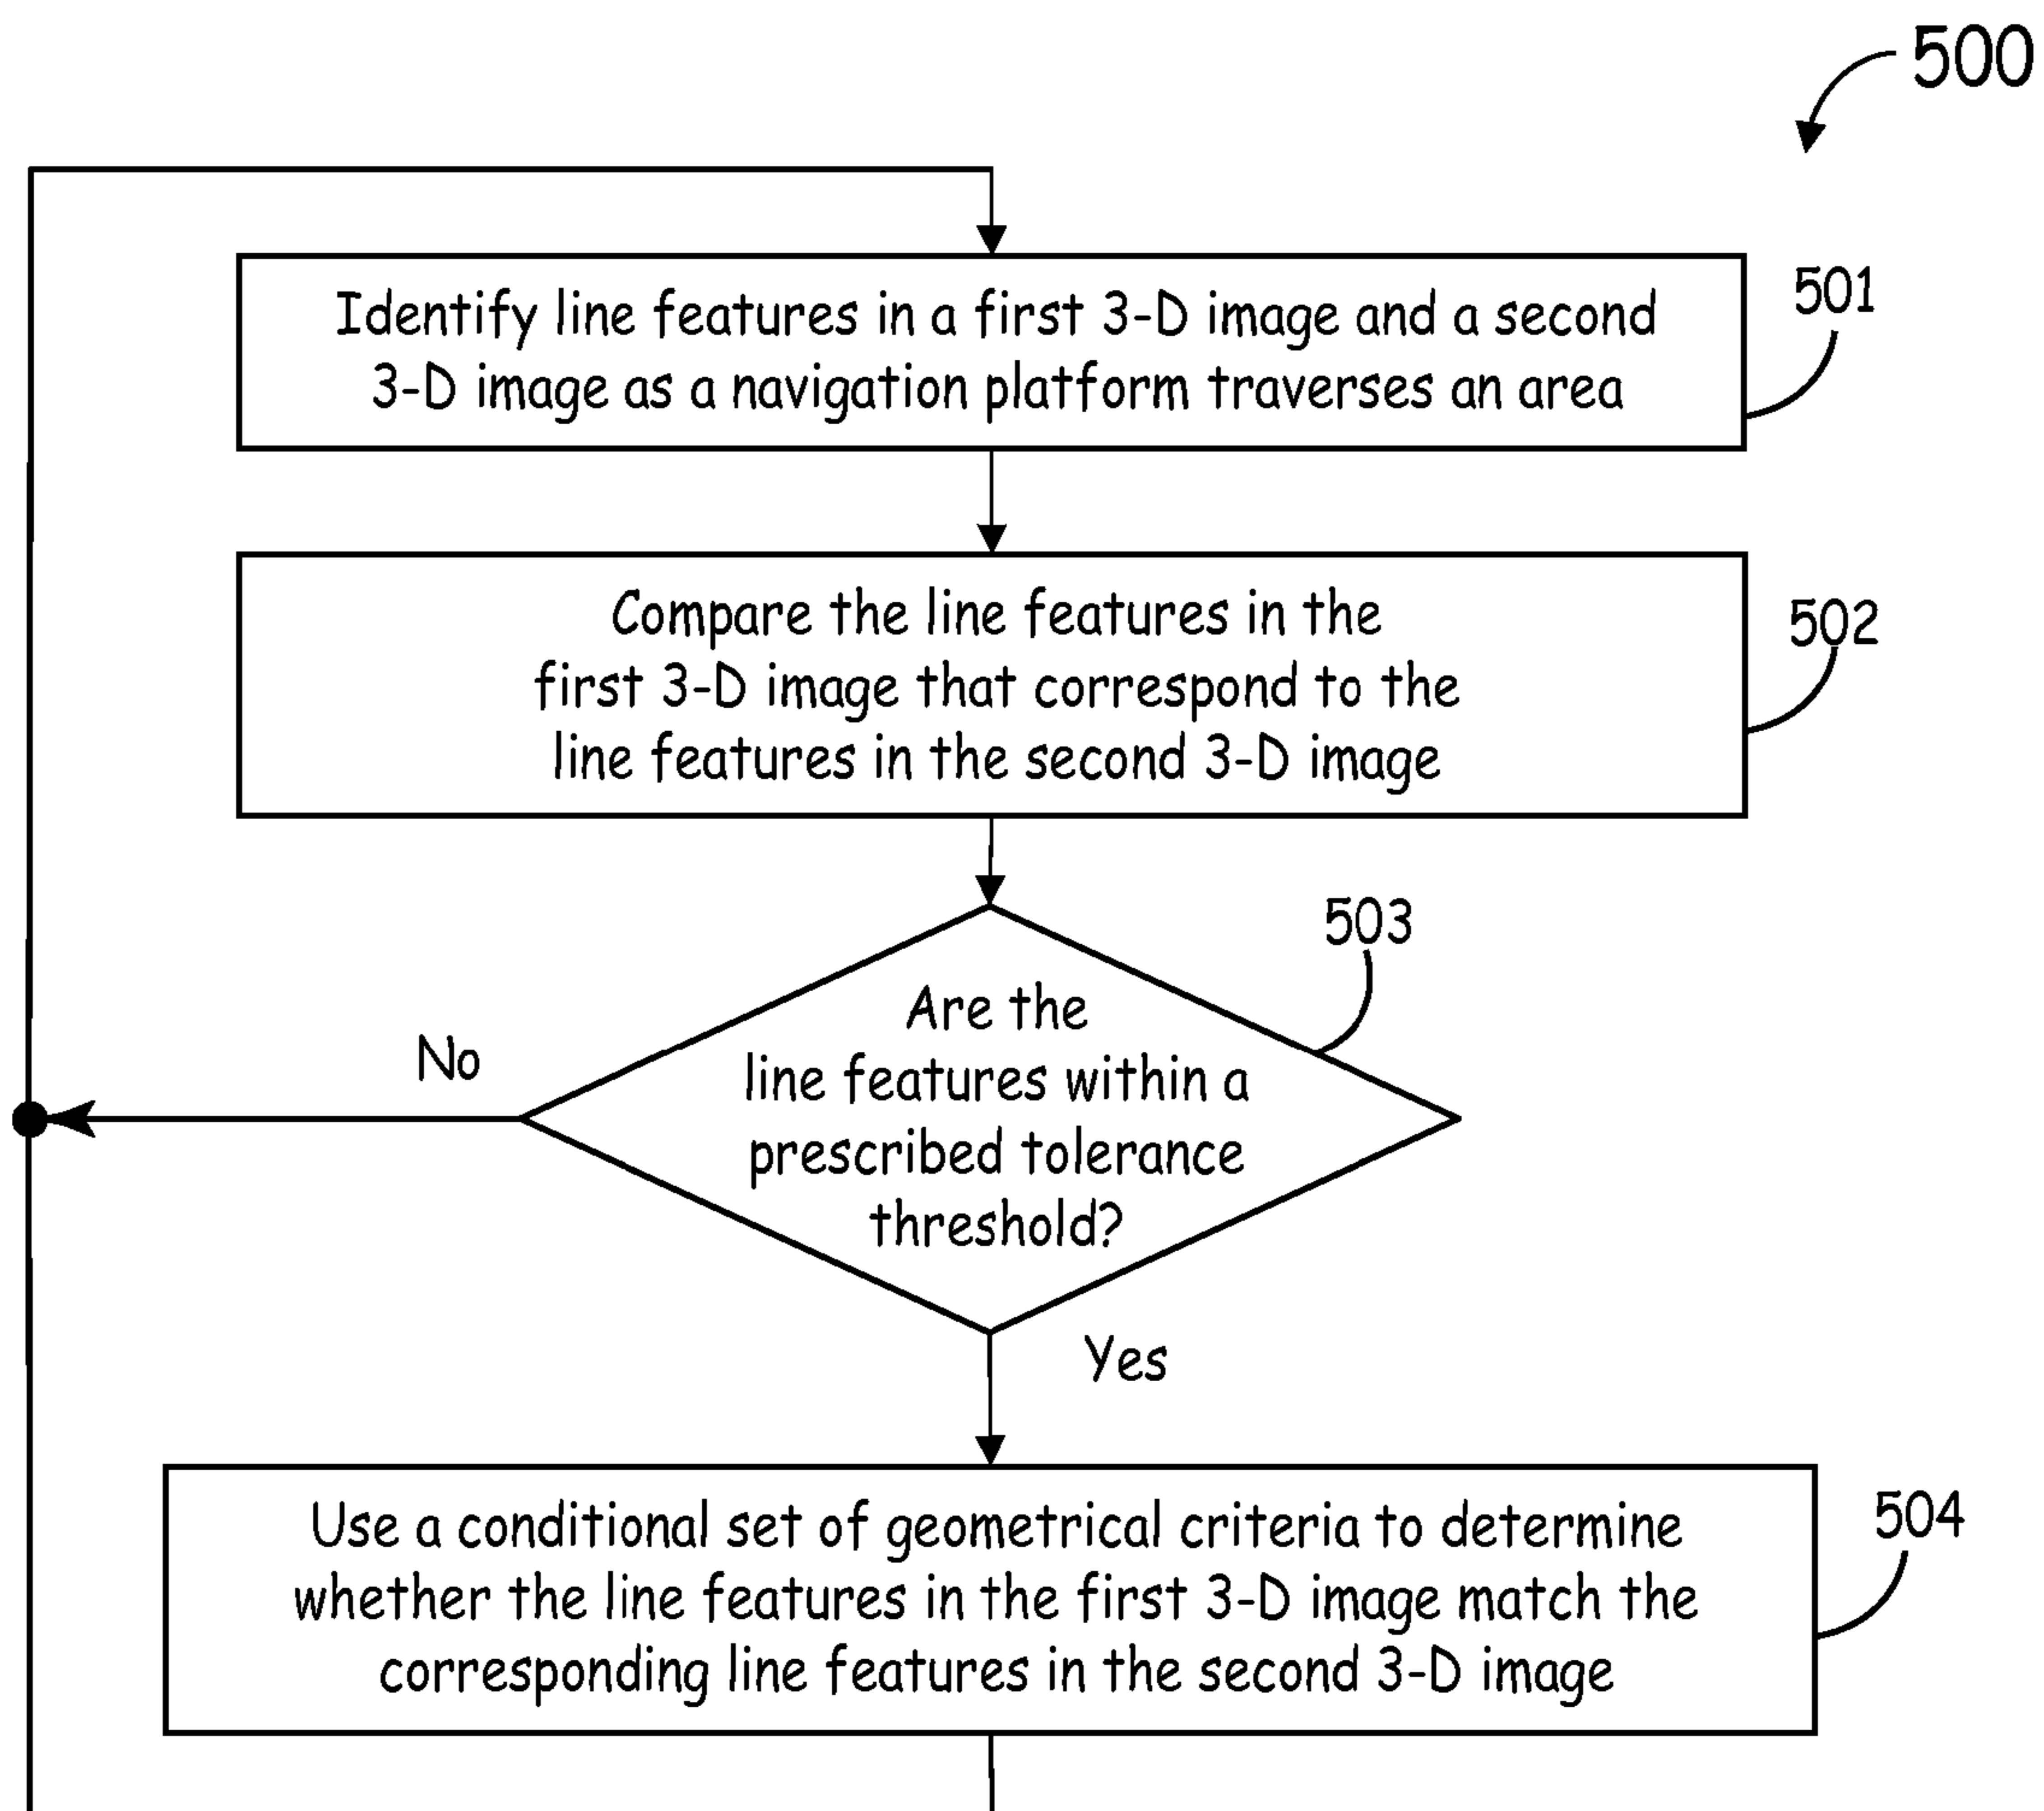 500
Identify line features in a first 3-D image and a second
3-D image as a navigation platform traverses an area
501
Compare the line features in the
first 3-D image that correspond to the
line features in the second 3-D image
502
503
Are the
line features within a
prescribed tolerance
threshold?
No
Yes
Use a conditional set of geometrical criteria to determine
whether the line features in the first 3-D image match the
corresponding line features in the second 3-D image
504